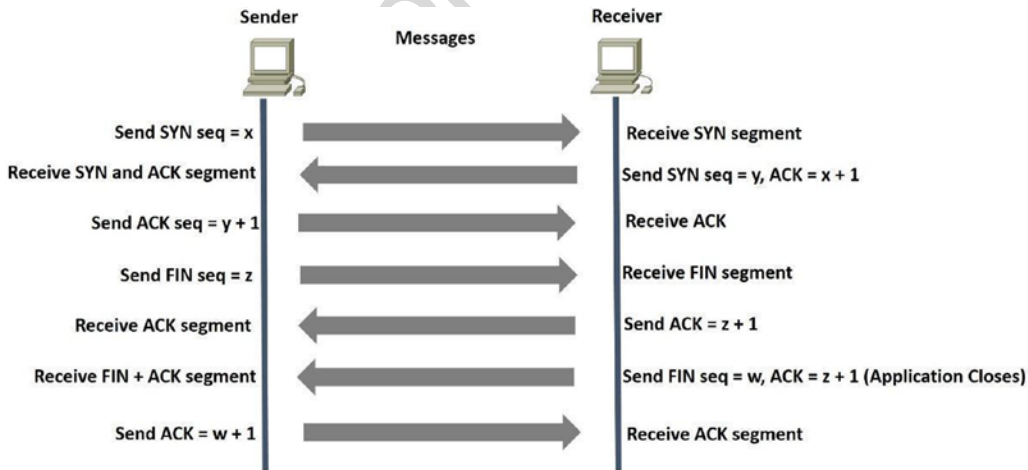 Sender
Messages
Receiver
Send SYN seq = x
Receive SYN segment
Receive SYN and ACK segment
Send SYN seq = y, ACK = x + 1
Send ACK seq = y + 1
Receive ACK
Send FIN seq = z
Receive FIN segment
Receive ACK segment
Send ACK = z + 1
Receive FIN + ACK segment
Send FIN seq = w, ACK = z + 1 (Application Closes)
Send ACK = w + 1
Receive ACK segment